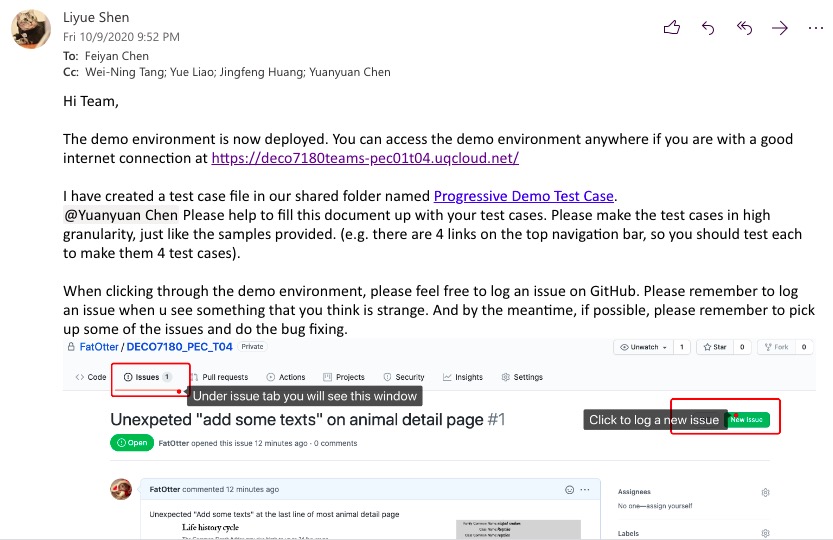 Liyue Shen
Fri 10/9/2020 9:52 PM
To: Feiyan Chen
Cc: Wei-Ning Tang; Yue Liao; Jingfeng Huang; Yuanyuan Chen
Hi Team,
The demo environment is now deployed. You can access the demo environment anywhere if you are with a good
internet connection at https://deco7180teams-pec01t04.uqcloud.net/
I have created a test case file in our shared folder named Progressive Demo Test Case.
@Yuanyuan Chen Please help to fill this document up with your test cases. Please make the test cases in high
granularity, just like the samples provided. (e.g. there are 4 links on the top navigation bar, so you should test each
to make them 4 test cases).
When clicking through the demo environment, please feel free to log an issue on GitHub. Please remember to log
an issue when u see something that you think is strange. And by the meantime, if possible, please remember to pick
up some of the issues and do the bug fixing.
FatOtter / DECO7180_PEC_T04 Private
Unwatch 1 Star 0 Fork 0
Code Issues 1 Pull requests Actions Projects Security Insights Settings
Under issue tab you will see this window
Unexpeted "add some texts" on animal detail page #1
Click to log a new issue
New Issue
Open FatOtter opened this issue 12 minutes ago · 0 comments
FatOtter commented 12 minutes ago
Assignees
No one—assign yourself
Unexpected "Add some texts" at the last line of most animal detail page
Life history cycle
Labels